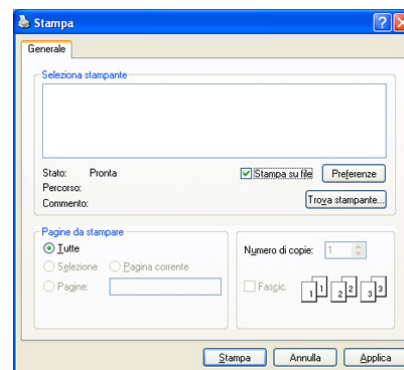 Stampa
Generale
Seleziona stampante
Stato: Pronta
Percorso:
Commento:
Stampa su file
Preferenze
Trova stampante...
Pagine da stampare
Tutte
Selezione Pagina corrente
Pagine:
Numero di copie: 1
Fascic.
1 1 2 2 3 3
Stampa Annulla Applica